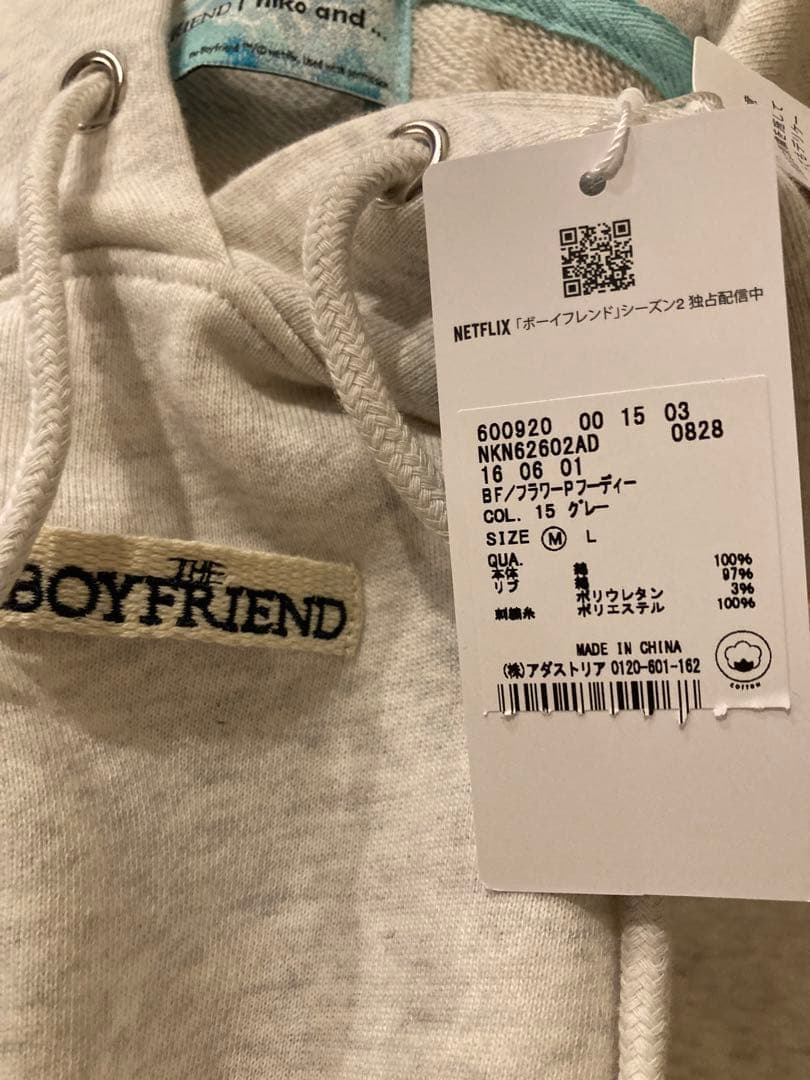 niko and ...
NETFLIX「ボーイフレンド」シーズン2 独占配信中
600920 00 15 03
NKN62602AD 0828
16 06 01
BF/フラワーPフーディー
COL. 15 グレー
SIZE Ⓜ L
QUA.
本体 綿 100%
リブ 綿 97%
ポリウレタン 3%
刺繍糸 ポリエステル 100%
MADE IN CHINA
(株)アダストリア 0120-601-162
COTTON
THE
BOYFRIEND